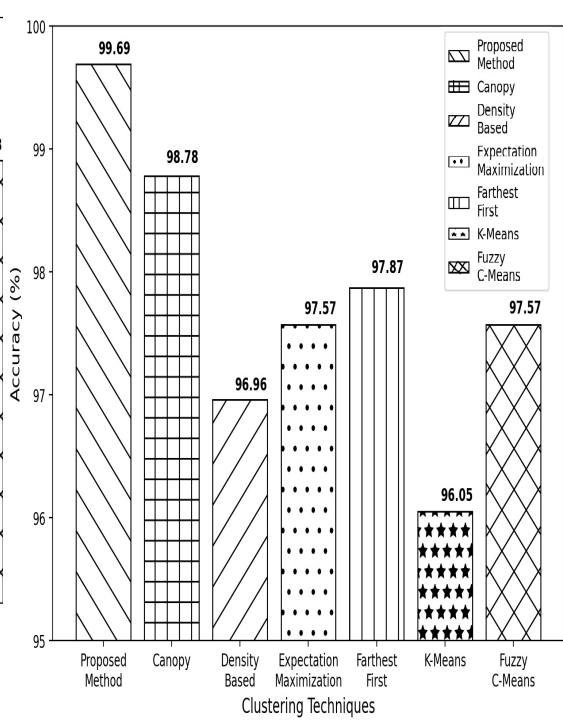 100
99
98
97
96
95
Accuracy (%)
99.69
98.78
96.96
97.57
97.87
96.05
97.57
Proposed
Method
Canopy
Density
Based
Expectation
Maximization
Farthest
First
K-Means
Fuzzy
C-Means
Proposed
Method
Canopy
Density
Based
Expectation
Maximization
Farthest
First
K-Means
Fuzzy
C-Means
Clustering Techniques